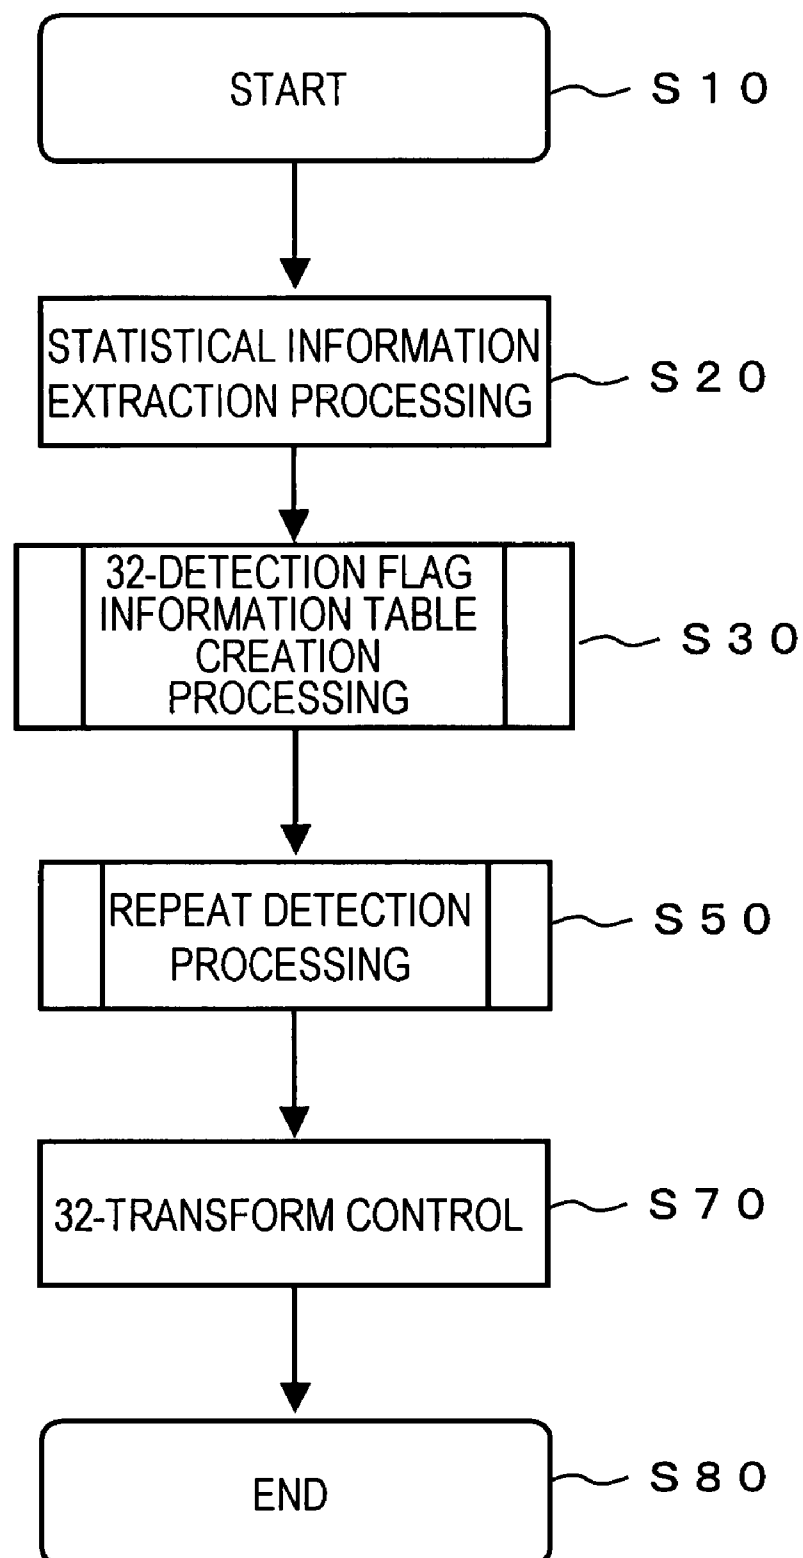 START
S10
STATISTICAL INFORMATION
EXTRACTION PROCESSING
S20
32-DETECTION FLAG
INFORMATION TABLE
CREATION
PROCESSING
S30
REPEAT DETECTION
PROCESSING
S50
32-TRANSFORM CONTROL
S70
END
S80